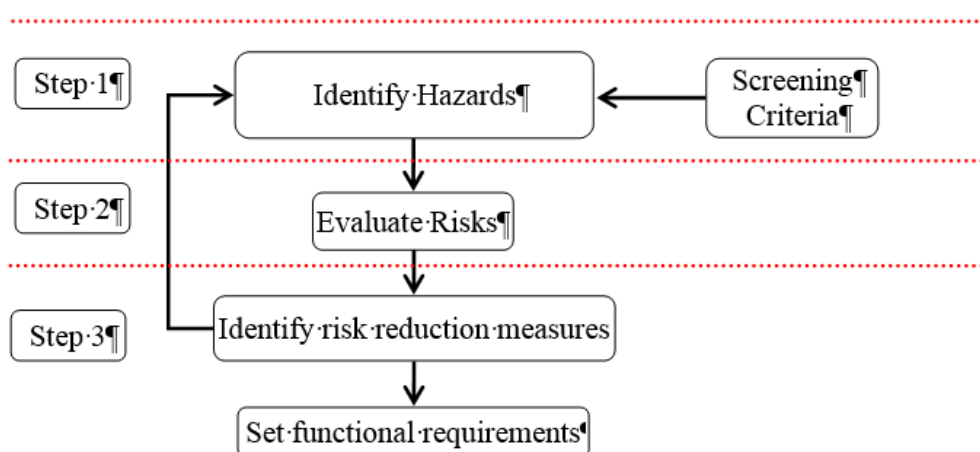 Step·1¶
Identify·Hazards¶
Screening¶
Criteria¶
Step·2¶
Evaluate·Risks¶
Step·3¶
Identify·risk·reduction·measures
Set·functional·requirements¶